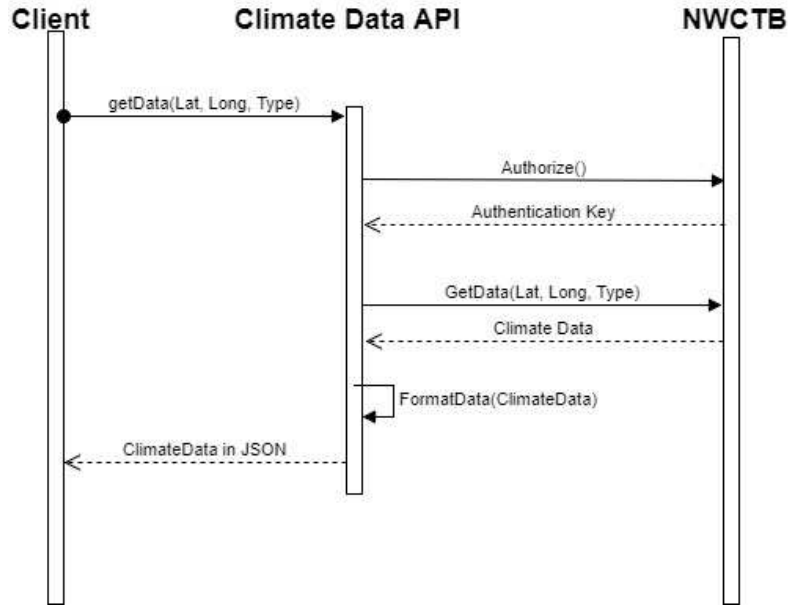 Client
Climate Data API
NWCTB
getData(Lat, Long, Type)
Authorize()
Authentication Key
GetData(Lat, Long, Type)
Climate Data
FormatData(ClimateData)
ClimateData in JSON